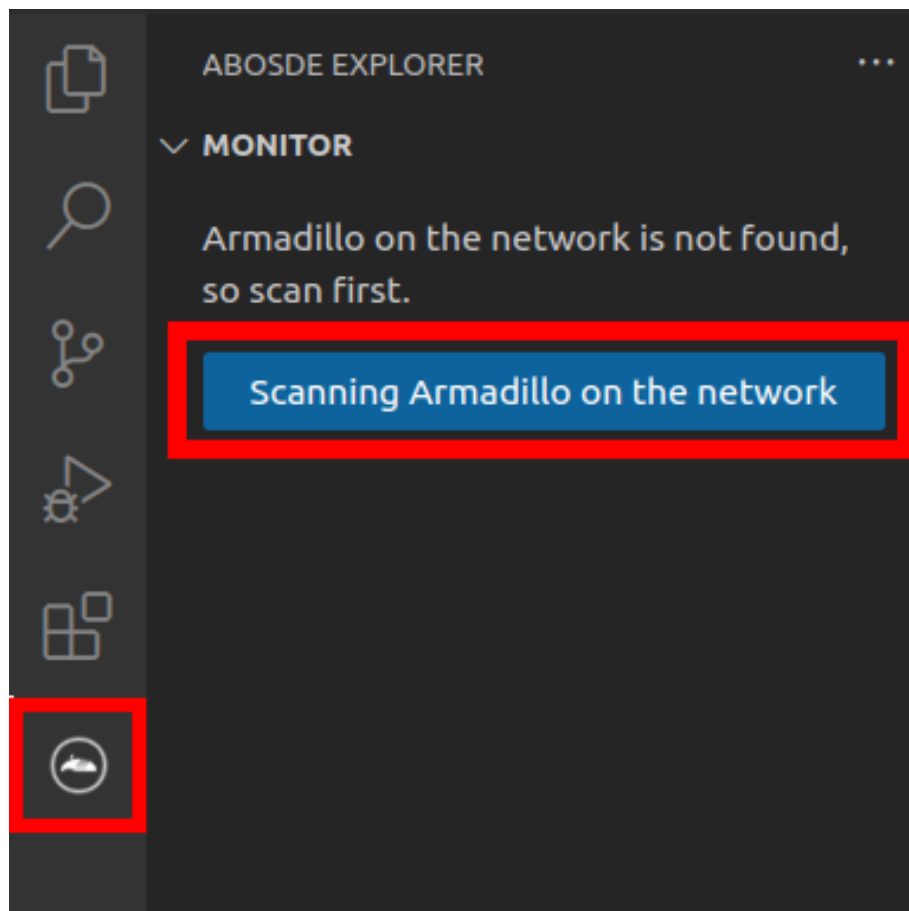 ABOSDE EXPLORER
MONITOR
Armadillo on the network is not found,
so scan first.
Scanning Armadillo on the network